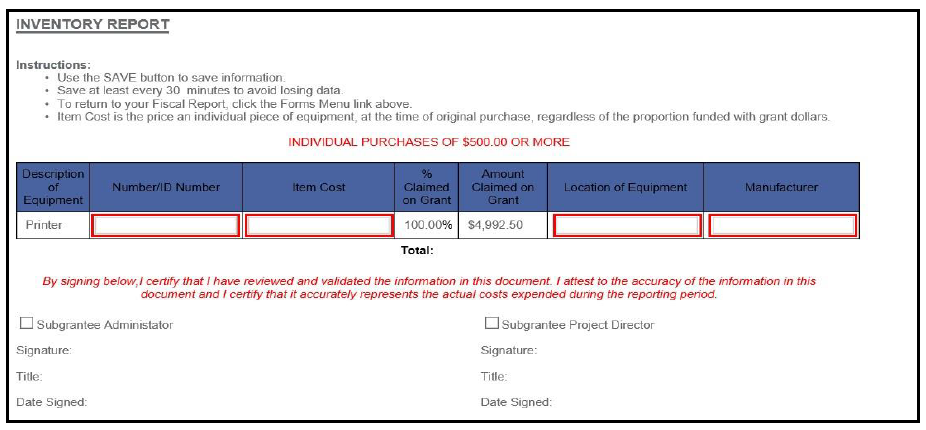 INVENTORY REPORT
Instructions:
• Use the SAVE button to save information.
• Save at least every 30 minutes to avoid losing data.
• To return to your Fiscal Report, click the Forms Menu link above.
• Item Cost is the price an individual piece of equipment, at the time of original purchase, regardless of the proportion funded with grant dollars.
INDIVIDUAL PURCHASES OF $500.00 OR MORE
Description of Equipment Number/ID Number Item Cost % Claimed on Grant Amount Claimed on Grant Location of Equipment Manufacturer
Printer 100.00% $4,992.50
Total:
By signing below,I certify that I have reviewed and validated the information in this document. I attest to the accuracy of the information in this
document and I certify that it accurately represents the actual costs expended during the reporting period.
Subgrantee Administator Subgrantee Project Director
Signature: Signature:
Title: Title:
Date Signed: Date Signed: